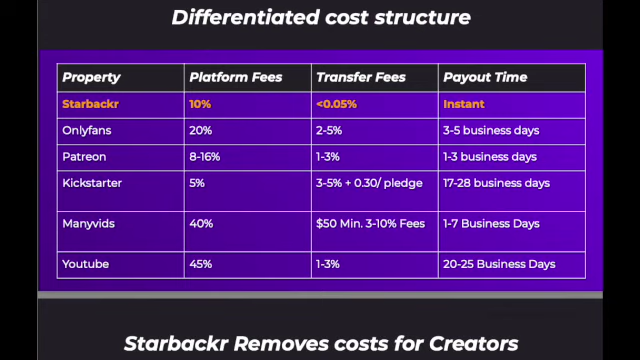 Differentiated cost structure
Property Platform Fees Transfer Fees Payout Time
Starbackr 10% <0.05% Instant
Onlyfans 20% 2-5% 3-5 business days
Patreon 8-16% 1-3% 1-3 business days
Kickstarter 5% 3-5% + 0.30/ pledge 17-28 business days
Manyvids 40% $50 Min. 3-10% Fees 1-7 Business Days
Youtube 45% 1-3% 20-25 Business Days
Starbackr Removes costs for Creators